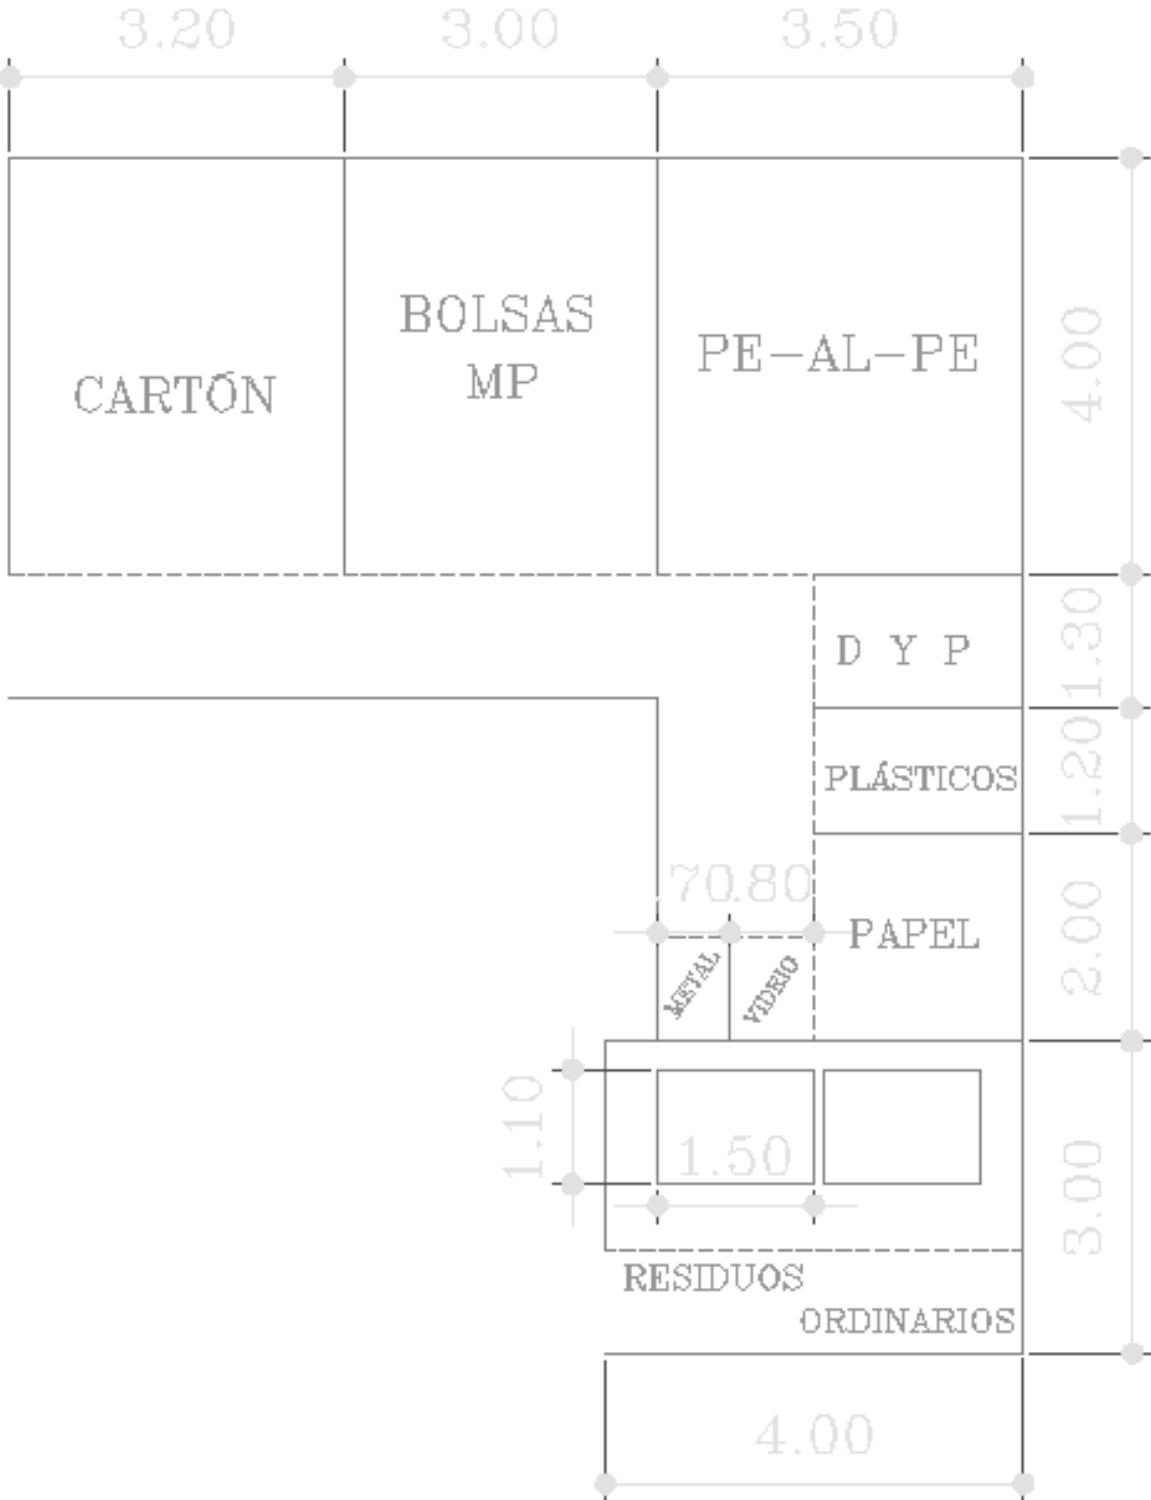 3.20 3.00 3.50
BOLSAS
MP
PE-AL-PE
CARTÓN
4.00
D Y P
1.30
PLÁSTICOS
1.20
.70 .80
PAPEL
2.00
METAL
VIDRIO
1.10
1.50
3.00
RESIDUOS
ORDINARIOS
4.00